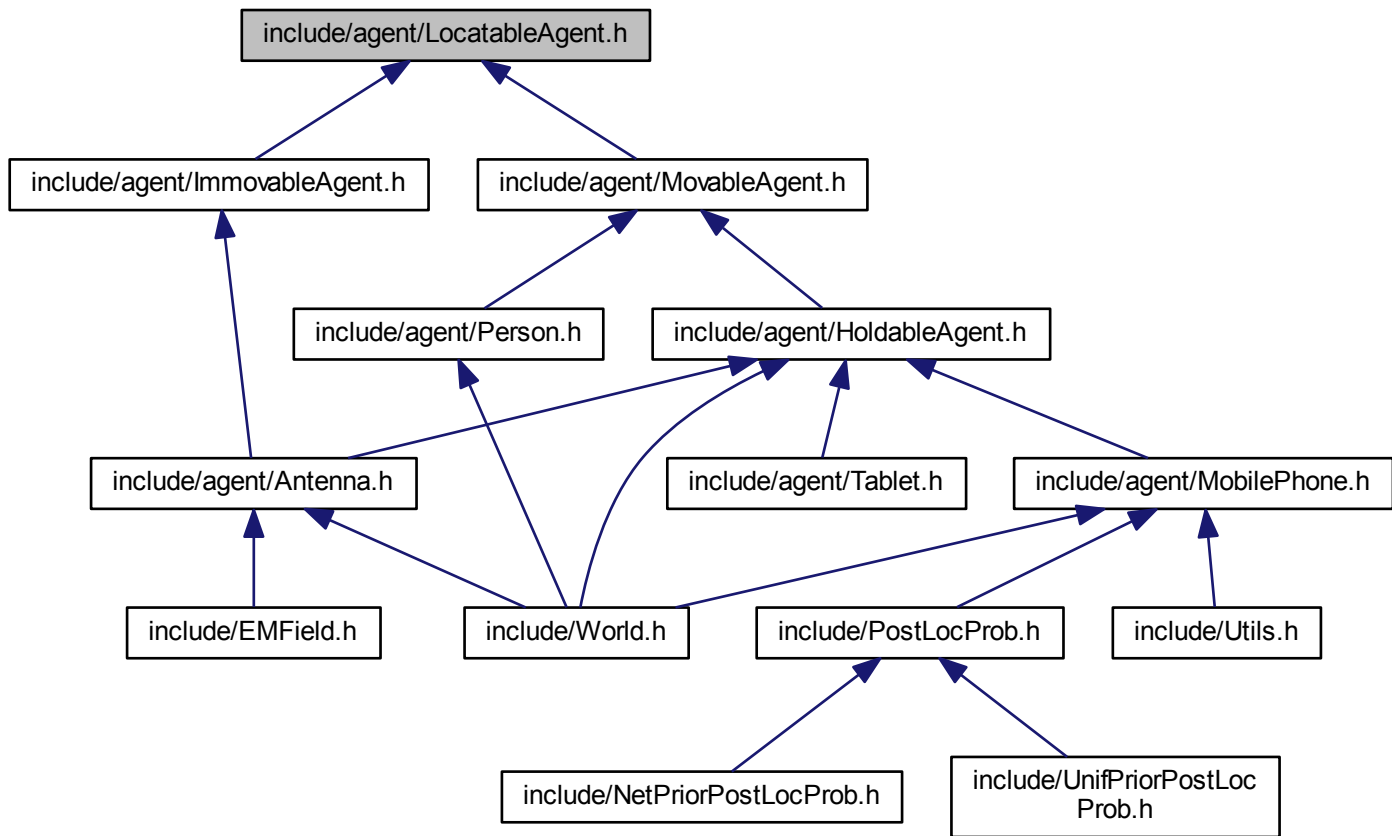 include/agent/LocatableAgent.h
include/agent/ImmovableAgent.h
include/agent/MovableAgent.h
include/agent/Person.h
include/agent/HoldableAgent.h
include/agent/Antenna.h
include/agent/Tablet.h
include/agent/MobilePhone.h
include/EMField.h
include/World.h
include/PostLocProb.h
include/Utils.h
include/NetPriorPostLocProb.h
include/UnifPriorPostLoc
Prob.h